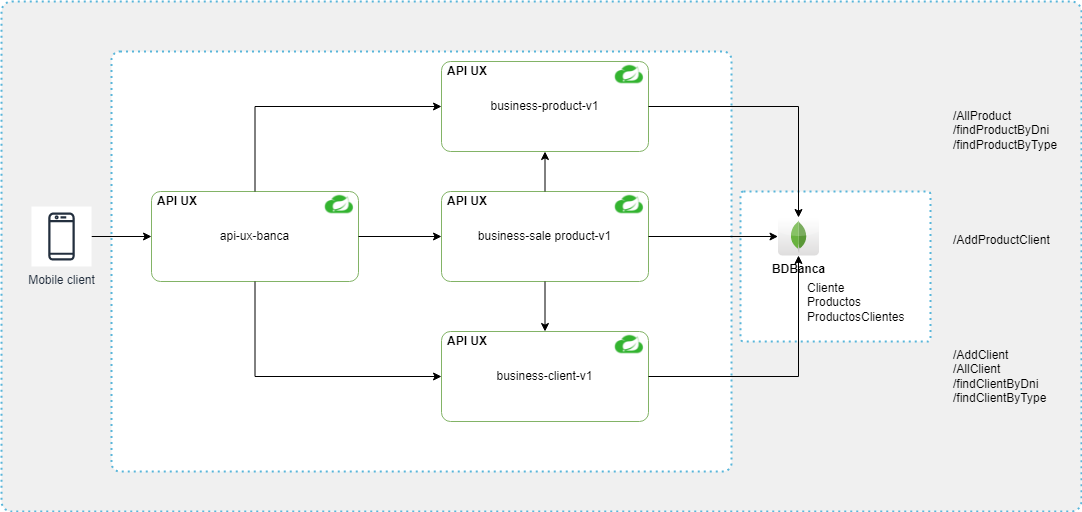 API UX
business-product-v1
/AllProduct
/findProductByDni
/findProductByType
API UX
api-ux-banca
API UX
business-sale product-v1
/AddProductClient
Mobile client
BDBanca
Cliente
Productos
ProductosClientes
API UX
business-client-v1
/AddClient
/AllClient
/findClientByDni
/findClientByType